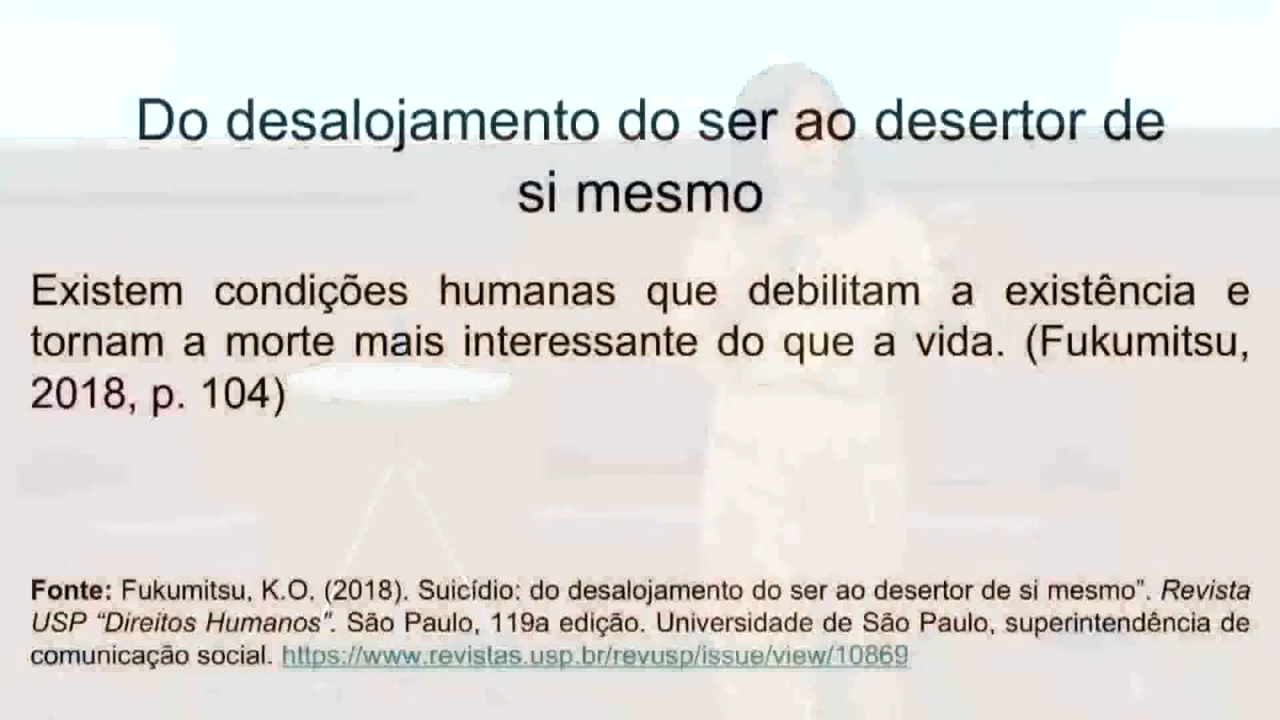 Do desalojamento do ser ao desertor de
si mesmo
Existem condições humanas que debilitam a existência e
tornam a morte mais interessante do que a vida. (Fukumitsu,
2018, p. 104)
Fonte: Fukumitsu, K.O. (2018). Suicídio: do desalojamento do ser ao desertor de si mesmo”. Revista
USP “Direitos Humanos”. São Paulo, 119a edição. Universidade de São Paulo, superintendência de
comunicação social. https://www.revistas.usp.br/revusp/issue/view/10869